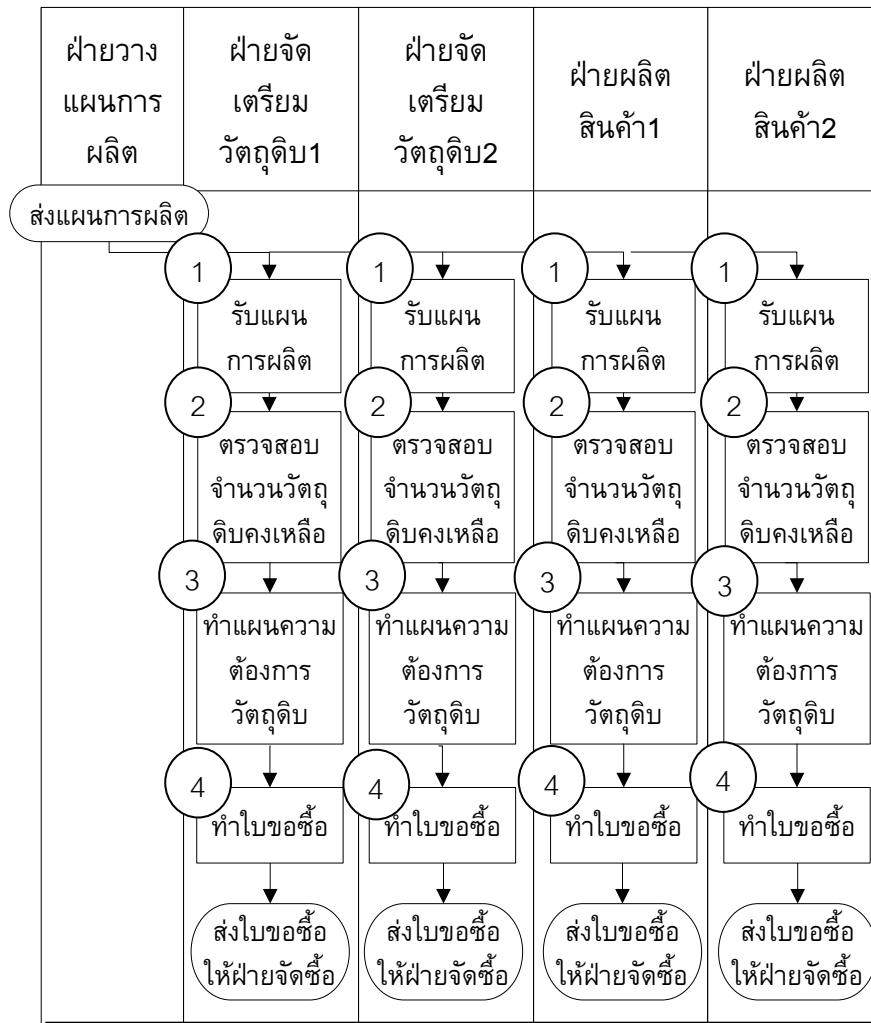 ฝ่ายวาง
แผนการ
ผลิต
ฝ่ายจัด
เตรียม
วัตถุดิบ1
ฝ่ายจัด
เตรียม
วัตถุดิบ2
ฝ่ายผลิต
สินค้า1
ฝ่ายผลิต
สินค้า2
ส่งแผนการผลิต
1
รับแผน
การผลิต
2
ตรวจสอบ
จำนวนวัตถุ
ดิบคงเหลือ
3
ทำแผนความ
ต้องการ
วัตถุดิบ
4
ทำใบขอซื้อ
ส่งใบขอซื้อ
ให้ฝ่ายจัดซื้อ
1
รับแผน
การผลิต
2
ตรวจสอบ
จำนวนวัตถุ
ดิบคงเหลือ
3
ทำแผนความ
ต้องการ
วัตถุดิบ
4
ทำใบขอซื้อ
ส่งใบขอซื้อ
ให้ฝ่ายจัดซื้อ
1
รับแผน
การผลิต
2
ตรวจสอบ
จำนวนวัตถุ
ดิบคงเหลือ
3
ทำแผนความ
ต้องการ
วัตถุดิบ
4
ทำใบขอซื้อ
ส่งใบขอซื้อ
ให้ฝ่ายจัดซื้อ
1
รับแผน
การผลิต
2
ตรวจสอบ
จำนวนวัตถุ
ดิบคงเหลือ
3
ทำแผนความ
ต้องการ
วัตถุดิบ
4
ทำใบขอซื้อ
ส่งใบขอซื้อ
ให้ฝ่ายจัดซื้อ